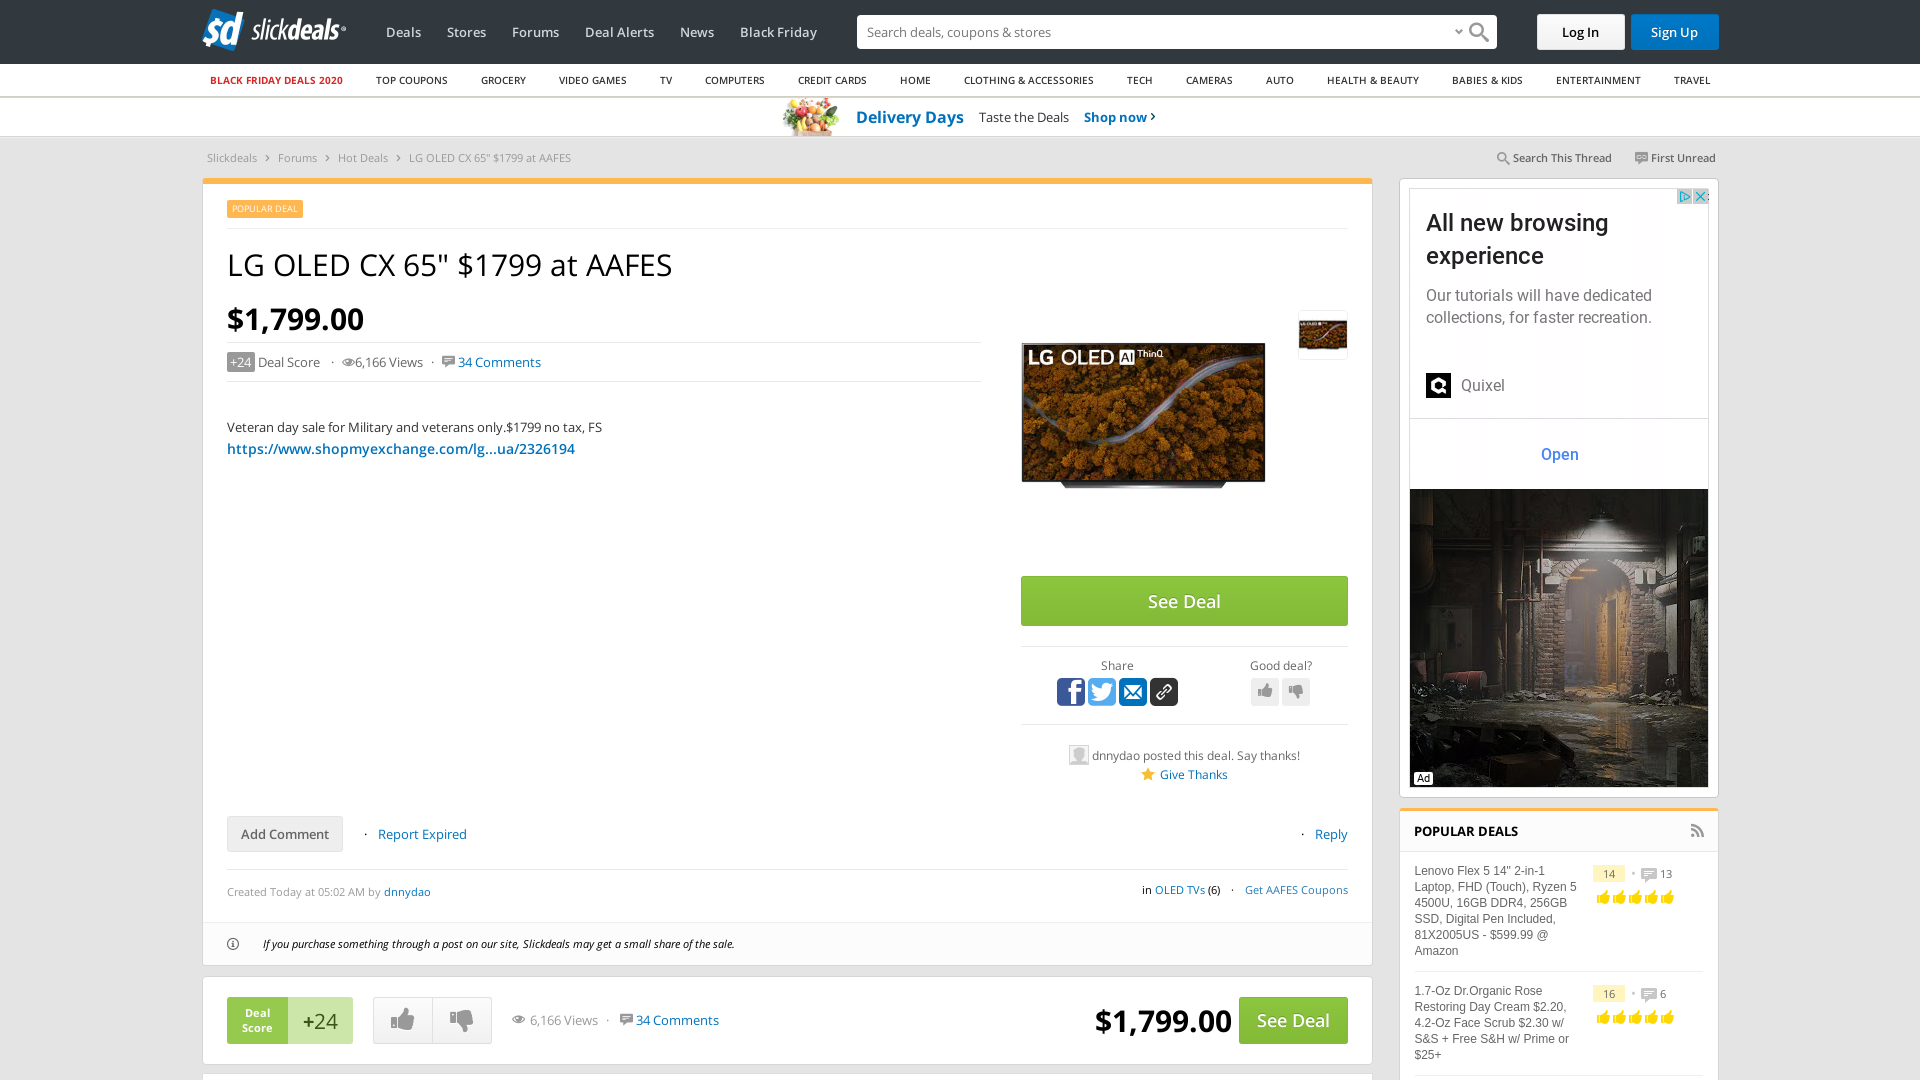 slickdeals
Deals
Stores
Forums
Deal Alerts
News
Black Friday
Search deals, coupons & stores
Log In
Sign Up
BLACK FRIDAY DEALS 2020
TOP COUPONS
GROCERY
VIDEO GAMES
TV
COMPUTERS
CREDIT CARDS
HOME
CLOTHING & ACCESSORIES
TECH
CAMERAS
AUTO
HEALTH & BEAUTY
BABIES & KIDS
ENTERTAINMENT
TRAVEL
Delivery Days
Taste the Deals
Shop now
Slickdeals
Forums
Hot Deals
LG OLED CX 65" $1799 at AAFES
Search This Thread
First Unread
POPULAR DEAL
LG OLED CX 65" $1799 at AAFES
$1,799.00
+24 Deal Score · 6,166 Views · 34 Comments
Veteran day sale for Military and veterans only.$1799 no tax, FS
https://www.shopmyexchange.com/lg...ua/2326194
LG OLED AI ThinQ
See Deal
Share
Good deal?
dnnydao posted this deal. Say thanks!
Give Thanks
Add Comment
· Report Expired
· Reply
Created Today at 05:02 AM by dnnydao
in OLED TVs (6) · Get AAFES Coupons
If you purchase something through a post on our site, Slickdeals may get a small share of the sale.
Deal
Score
+24
6,166 Views · 34 Comments
$1,799.00
See Deal
All new browsing
experience
Our tutorials will have dedicated
collections, for faster recreation.
Quixel
Open
Ad
POPULAR DEALS
Lenovo Flex 5 14" 2-in-1
Laptop, FHD (Touch), Ryzen 5
4500U, 16GB DDR4, 256GB
SSD, Digital Pen Included,
81X2005US - $599.99 @
Amazon
14
13
1.7-Oz Dr.Organic Rose
Restoring Day Cream $2.20,
4.2-Oz Face Scrub $2.30 w/
S&S + Free S&H w/ Prime or
$25+
16
6